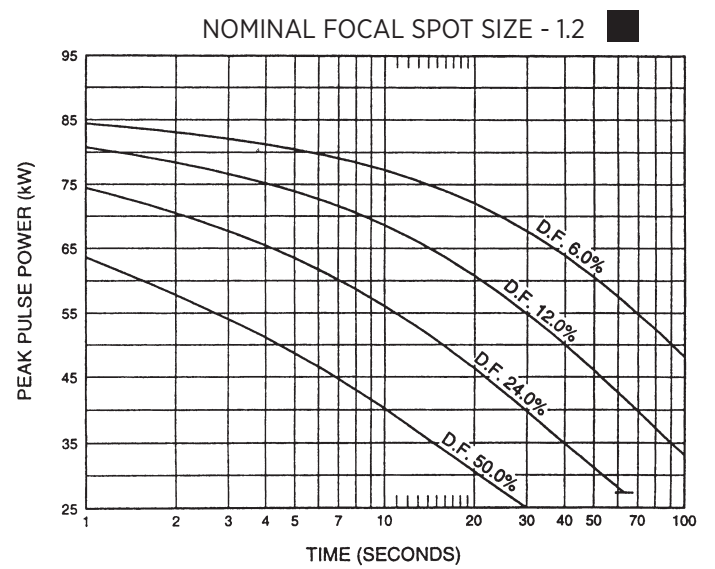 NOMINAL FOCAL SPOT SIZE - 1.2
95
85
75
65
55
45
35
25
PEAK PULSE POWER (kW)
D.F. 6.0%
D.F. 12.0%
D.F. 24.0%
D.F. 50.0%
1 2 3 4 5 7 10 20 30 40 50 70 100
TIME (SECONDS)